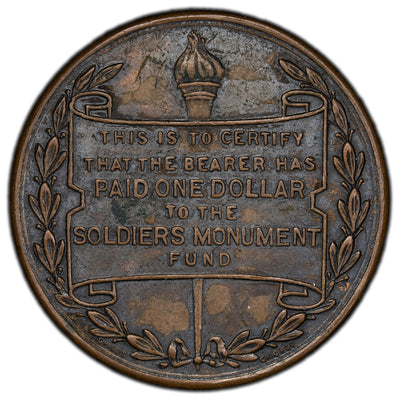 THIS IS TO CERTIFY
THAT THE BEARER HAS
PAID ONE DOLLAR
TO THE
SOLDIERS MONUMENT
FUND